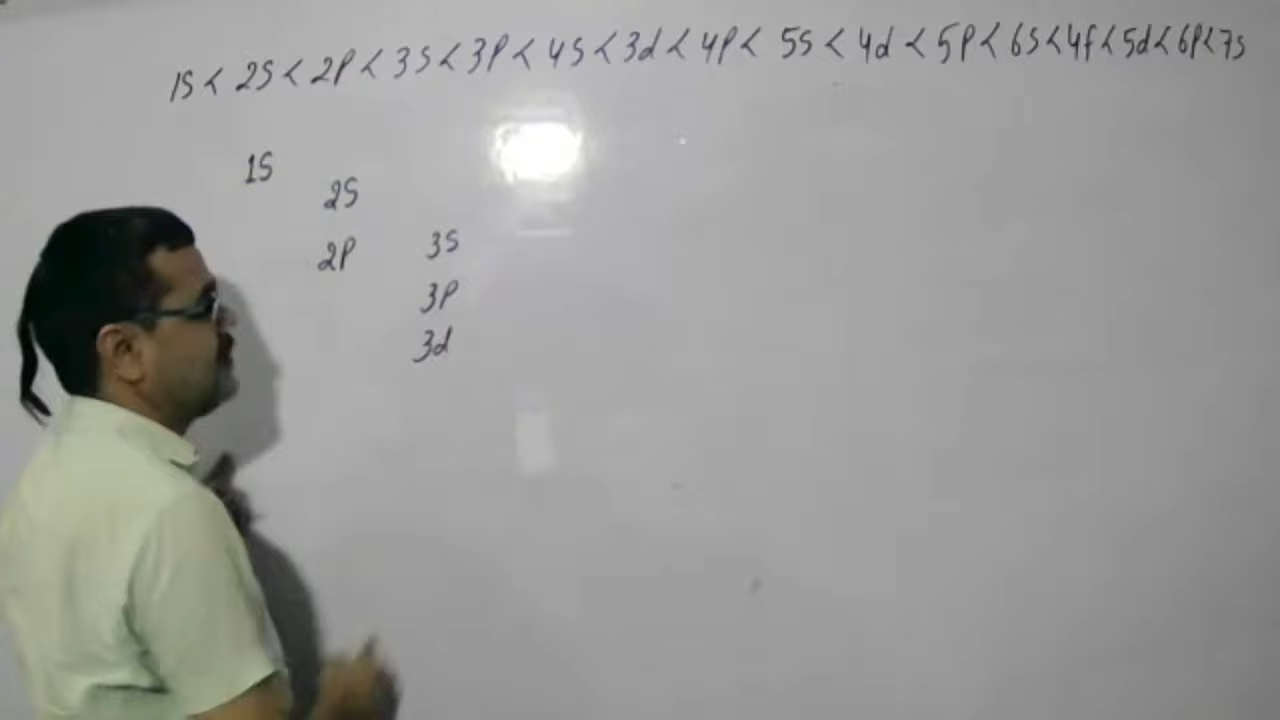 1S < 2S < 2P < 3S < 3P < 4S < 3d < 4P < 5S < 4d < 5P < 6S < 4f < 5d < 6P < 7S
1S
2S
2P 3S
3P
3d